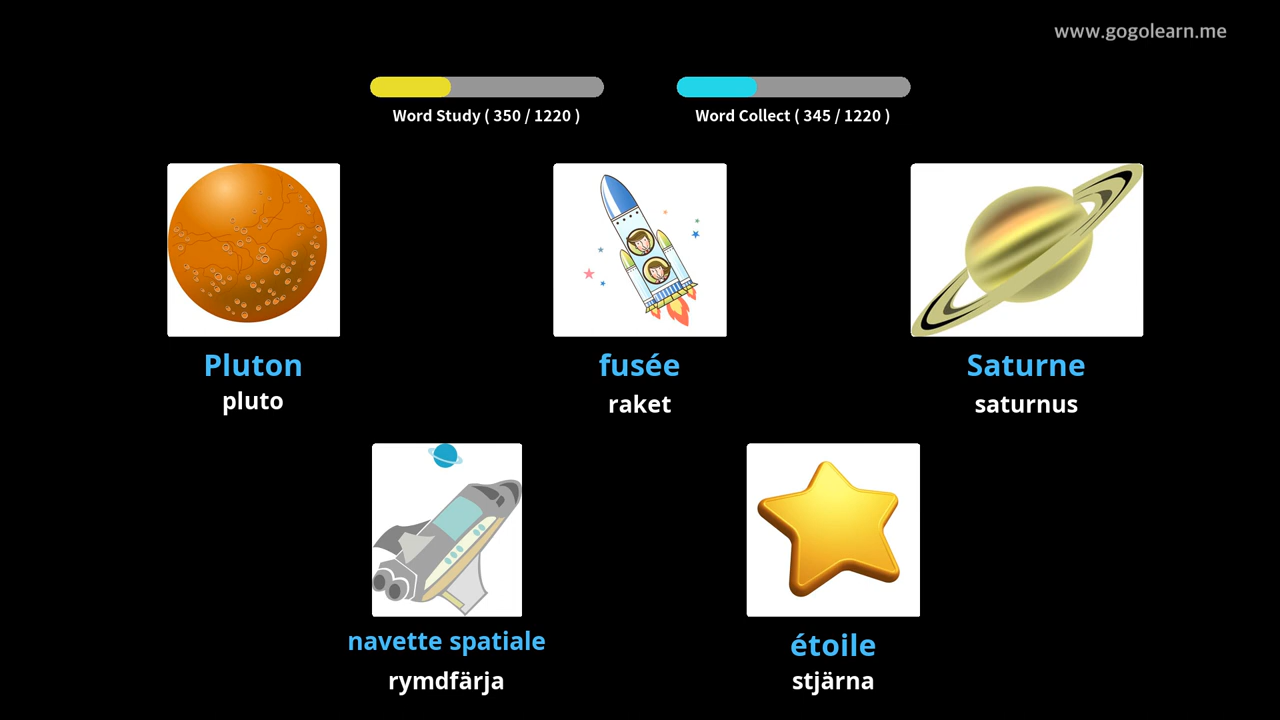 www.gogolearn.me
Word Study ( 350 / 1220 )
Word Collect ( 345 / 1220 )
Pluton
pluto
fusée
raket
Saturne
saturnus
navette spatiale
rymdfärja
étoile
stjärna